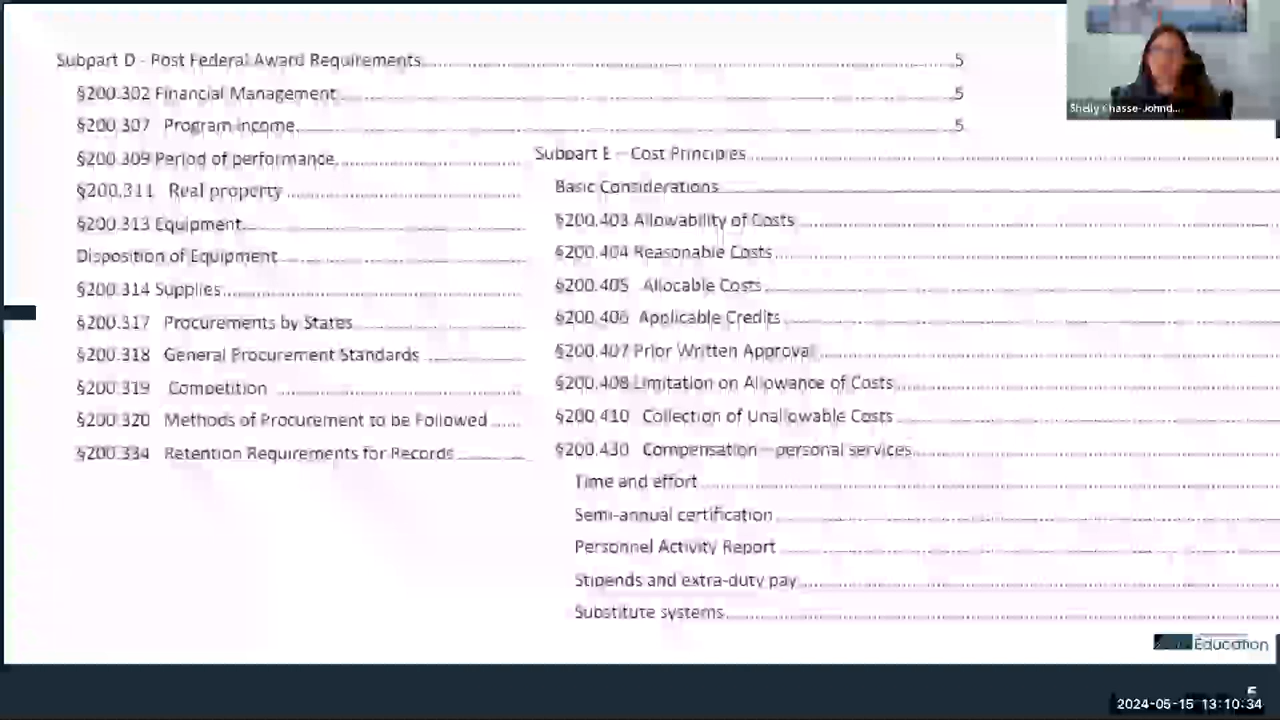 Subpart D - Post Federal Award Requirements 5
§200.302 Financial Management 5
§200.307 Program Income 5
§200.309 Period of performance
§200.311 Real property
§200.313 Equipment
Disposition of Equipment
§200.314 Supplies
§200.317 Procurements by States
§200.318 General Procurement Standards
§200.319 Competition
§200.320 Methods of Procurement to be Followed
§200.334 Retention Requirements for Records
Subpart E – Cost Principles
Basic Considerations
§200.403 Allowability of Costs
§200.404 Reasonable Costs
§200.405 Allocable Costs
§200.406 Applicable Credits
§200.407 Prior Written Approval
§200.408 Limitation on Allowance of Costs
§200.410 Collection of Unallowable Costs
§200.430 Compensation – personal services
Time and effort
Semi-annual certification
Personnel Activity Report
Stipends and extra-duty pay
Substitute systems
Shelly Chasse-Johnd...
Education
2024-05-15 13:10:34